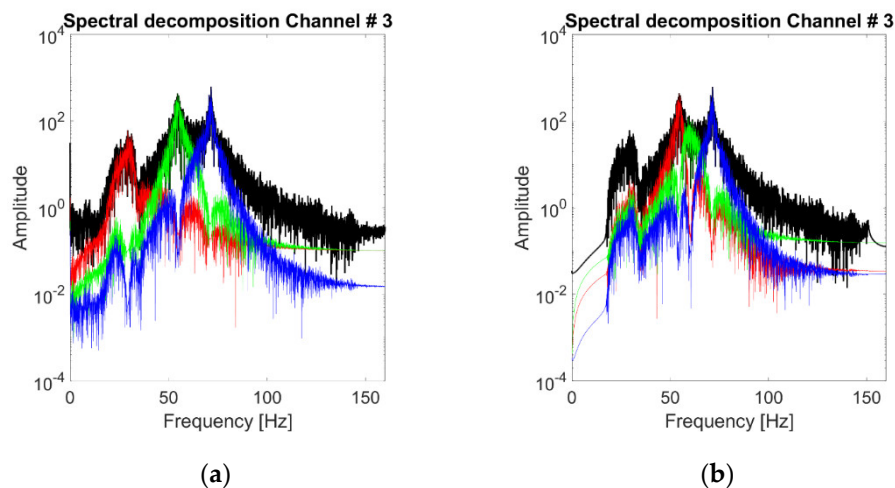 Spectral decomposition Channel # 3
10^4
10^2
10^0
10^-2
10^-4
Amplitude
0 50 100 150
Frequency [Hz]
(a)
Spectral decomposition Channel # 3
10^4
10^2
10^0
10^-2
10^-4
Amplitude
0 50 100 150
Frequency [Hz]
(b)